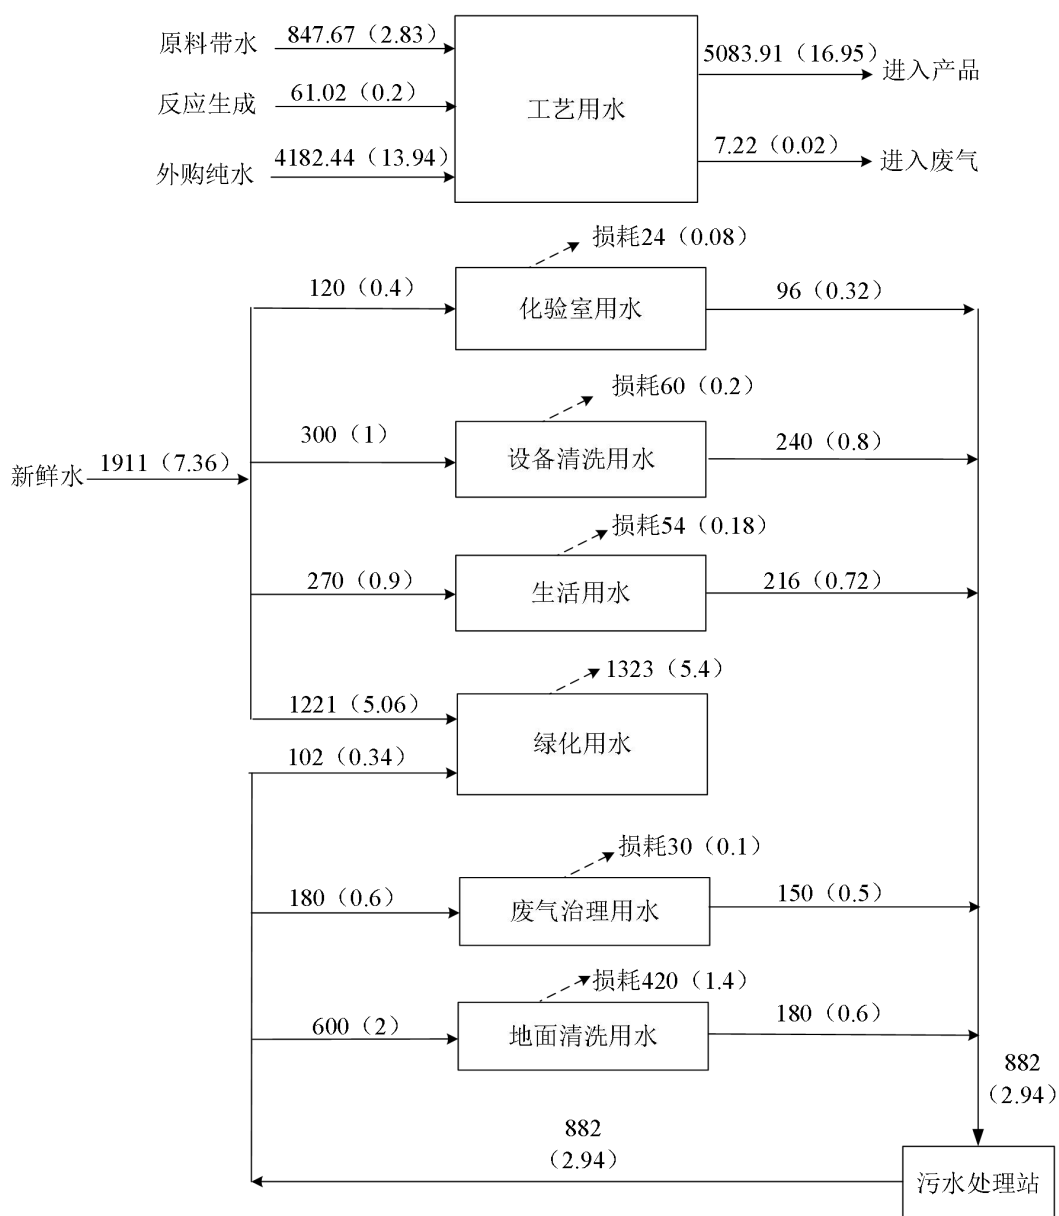 原料带水
847.67（2.83）
反应生成
61.02（0.2）
外购纯水
4182.44（13.94）
工艺用水
5083.91（16.95）
进入产品
7.22（0.02）
进入废气
新鲜水
1911（7.36）
120（0.4）
化验室用水
损耗24（0.08）
96（0.32）
300（1）
设备清洗用水
损耗60（0.2）
240（0.8）
270（0.9）
生活用水
损耗54（0.18）
216（0.72）
1221（5.06）
102（0.34）
绿化用水
1323（5.4）
180（0.6）
废气治理用水
损耗30（0.1）
150（0.5）
600（2）
地面清洗用水
损耗420（1.4）
180（0.6）
882
（2.94）
污水处理站
882
（2.94）